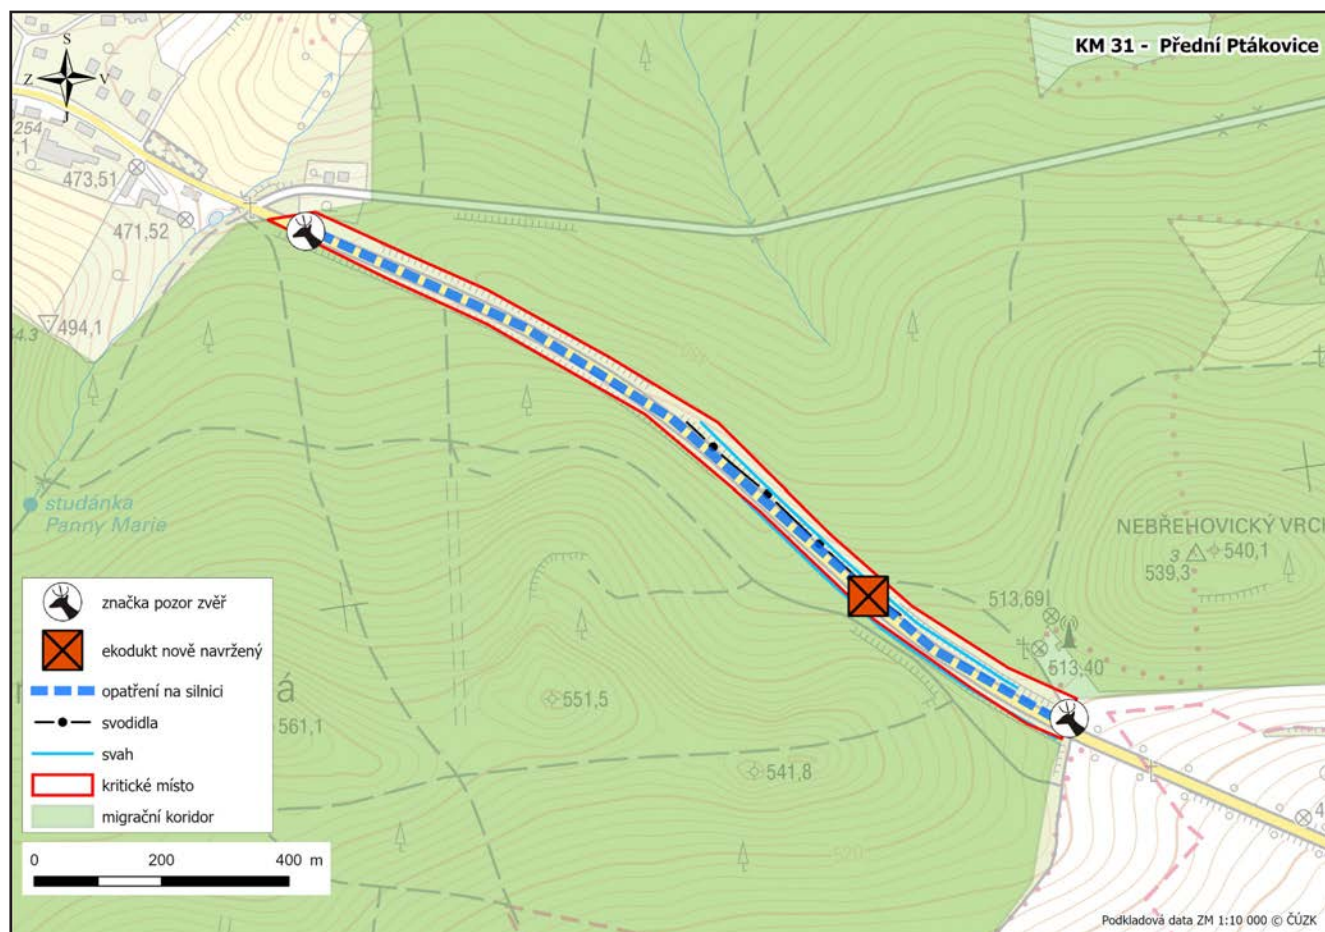 KM 31 - Přední Ptákovice
S
Z V
J
254
473,51
471,52
494,1
studánka
Panny Marie
NEBŘEHOVICKÝ VRCH
3 540,1
539,3
513,69
513,40
551,5
á
561,1
541,8
značka pozor zvěř
ekodukt nově navržený
opatření na silnici
svodidla
svah
kritické místo
migrační koridor
0 200 400 m
Podkladová data ZM 1:10 000 © ČÚZK